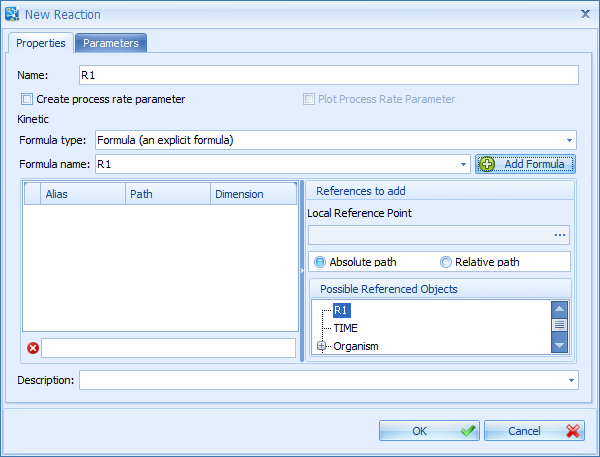 New Reaction
Properties Parameters
Name: R1
Create process rate parameter Plot Process Rate Parameter
Kinetic
Formula type: Formula (an explicit formula)
Formula name: R1 Add Formula
Alias Path Dimension
References to add
Local Reference Point
...
Absolute path Relative path
Possible Referenced Objects
R1
TIME
Organism
Description:
OK Cancel